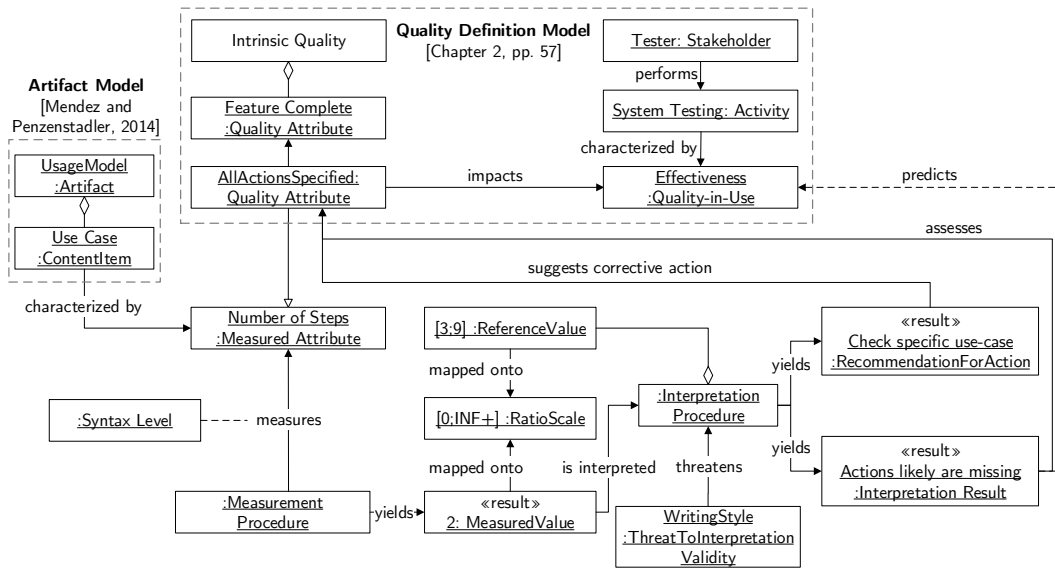 Quality Definition Model
[Chapter 2, pp. 57]
Intrinsic Quality
Tester: Stakeholder
performs
Artifact Model
[Mendez and
Penzenstadler, 2014]
Feature Complete
:Quality Attribute
System Testing: Activity
characterized by
UsageModel
:Artifact
AllActionsSpecified:
Quality Attribute
impacts
Effectiveness
:Quality-in-Use
predicts
Use Case
:ContentItem
assesses
suggests corrective action
characterized by
Number of Steps
:Measured Attribute
[3;9] :ReferenceValue
mapped onto
«result»
Check specific use-case
:RecommendationForAction
yields
:Interpretation
Procedure
[0;INF+] :RatioScale
:Syntax Level
measures
yields
mapped onto
is interpreted
threatens
«result»
Actions likely are missing
:Interpretation Result
:Measurement
Procedure
yields
«result»
2: MeasuredValue
WritingStyle
:ThreatToInterpretation
Validity